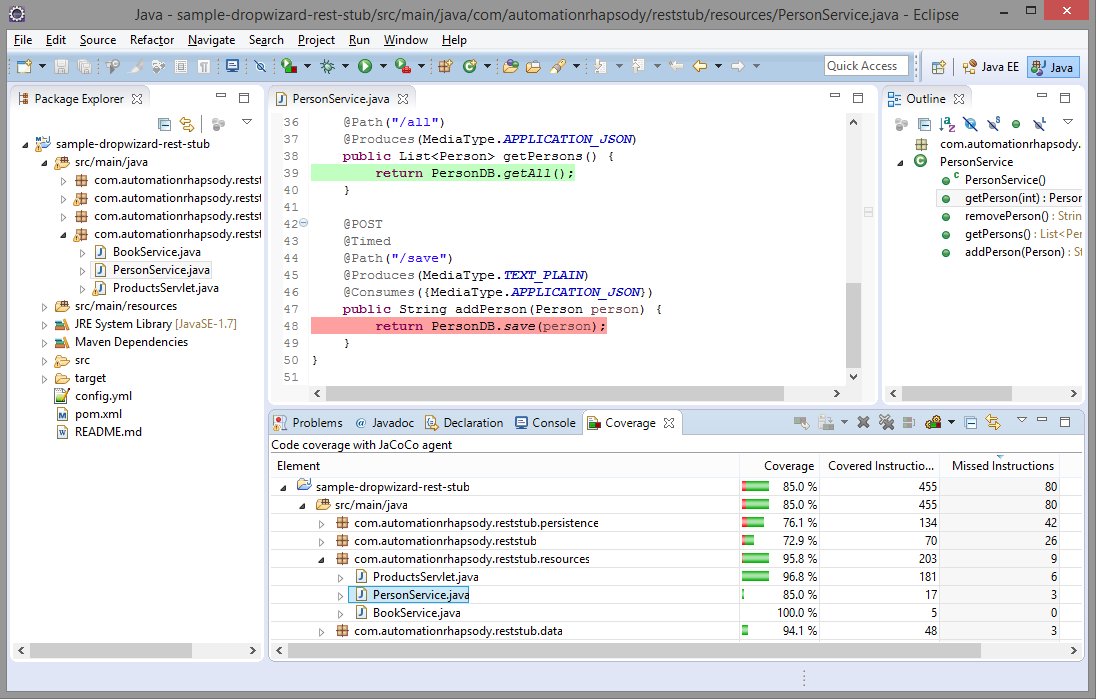 Java - sample-dropwizard-rest-stub/src/main/java/com/automationrhapsody/reststub/resources/PersonService.java - Eclipse
File Edit Source Refactor Navigate Search Project Run Window Help
Quick Access Java EE Java
Package Explorer
sample-dropwizard-rest-stub
src/main/java
com.automationrhapsody.restst
com.automationrhapsody.restst
com.automationrhapsody.restst
com.automationrhapsody.restst
BookService.java
PersonService.java
ProductsServlet.java
src/main/resources
JRE System Library [JavaSE-1.7]
Maven Dependencies
src
target
config.yml
pom.xml
README.md
PersonService.java
36 @Path("/all")
37 @Produces(MediaType.APPLICATION_JSON)
38 public List<Person> getPersons() {
39 return PersonDB.getAll();
40 }
41
42 @POST
43 @Timed
44 @Path("/save")
45 @Produces(MediaType.TEXT_PLAIN)
46 @Consumes({MediaType.APPLICATION_JSON})
47 public String addPerson(Person person) {
48 return PersonDB.save(person);
49 }
50 }
51
Outline
com.automationrhapsody.
PersonService
PersonService()
getPerson(int) : Person
removePerson() : String
getPersons() : List<Per
addPerson(Person) : St
Problems @ Javadoc Declaration Console Coverage
Code coverage with JaCoCo agent
Element Coverage Covered Instructio... Missed Instructions
sample-dropwizard-rest-stub 85.0 % 455 80
src/main/java 85.0 % 455 80
com.automationrhapsody.reststub.persistence 76.1 % 134 42
com.automationrhapsody.reststub 72.9 % 70 26
com.automationrhapsody.reststub.resources 95.8 % 203 9
ProductsServlet.java 96.8 % 181 6
PersonService.java 85.0 % 17 3
BookService.java 100.0 % 5 0
com.automationrhapsody.reststub.data 94.1 % 48 3